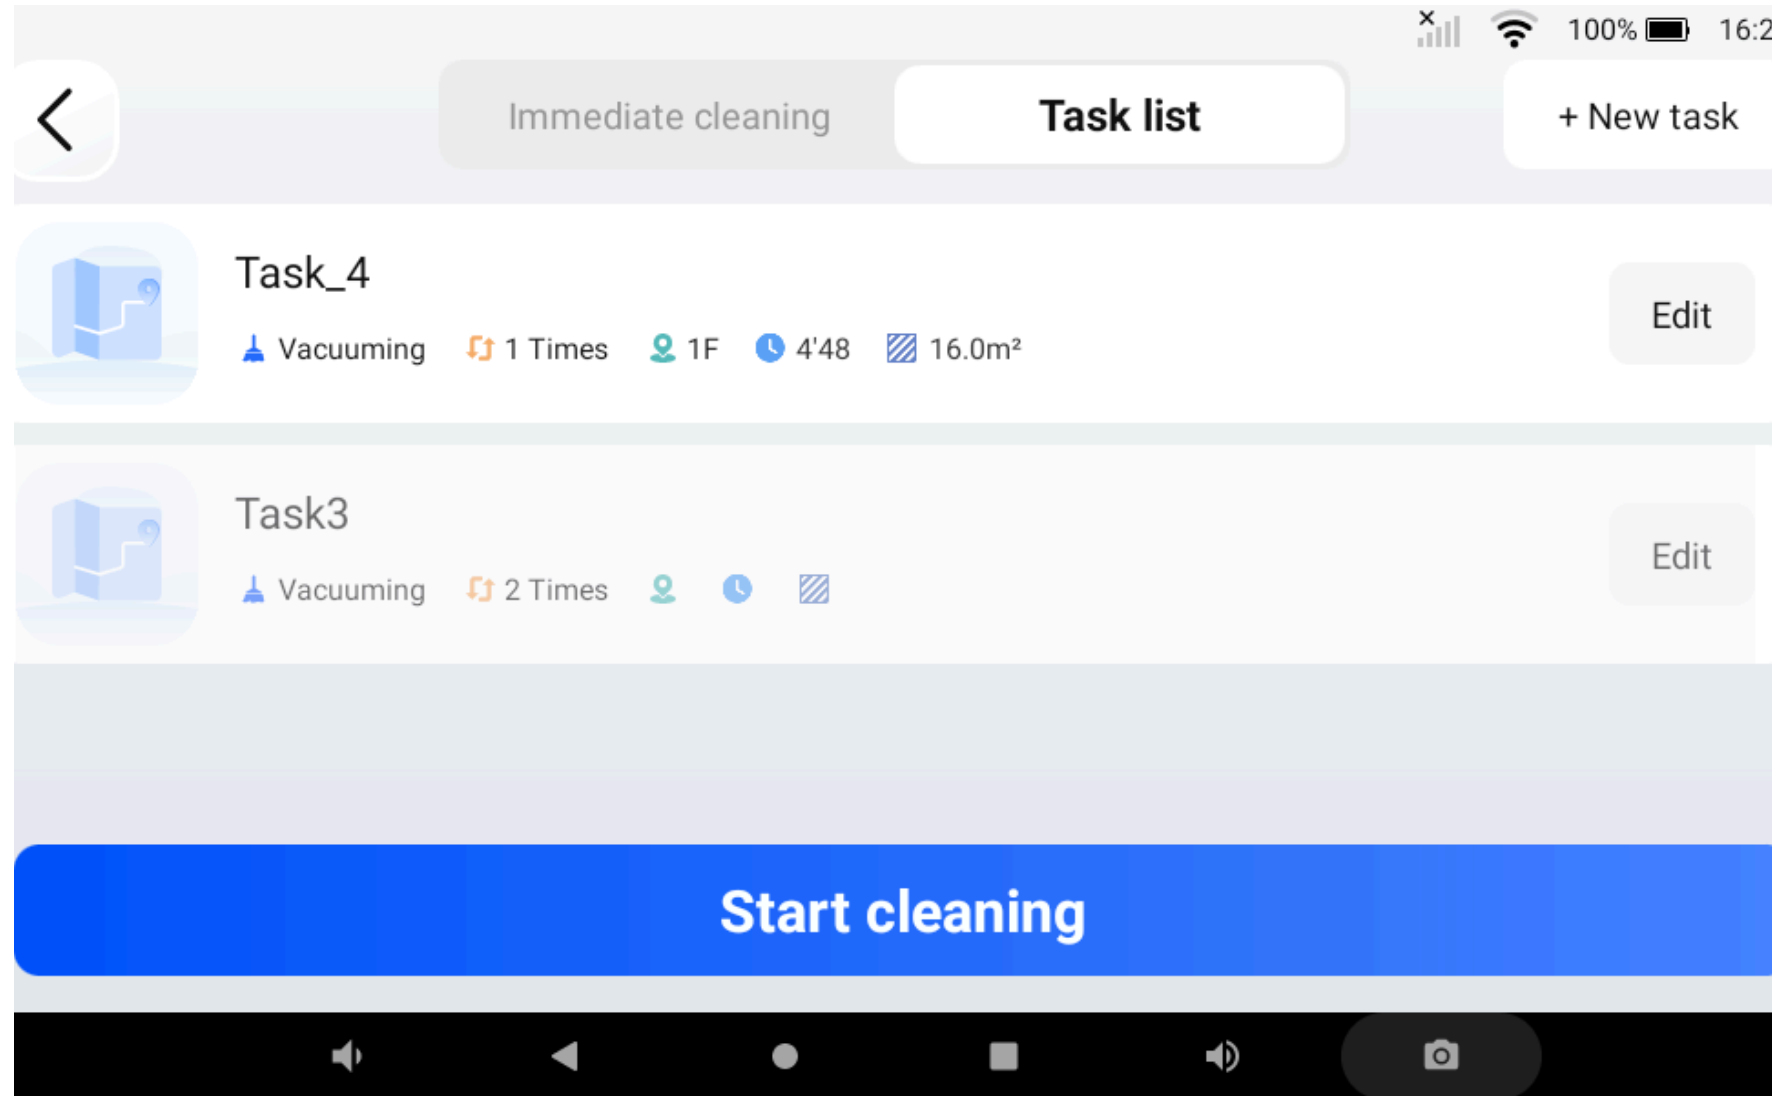 100% 16:2
Immediate cleaning Task list + New task
Task_4
Vacuuming 1 Times 1F 4'48 16.0m²
Edit
Task3
Vacuuming 2 Times
Edit
Start cleaning